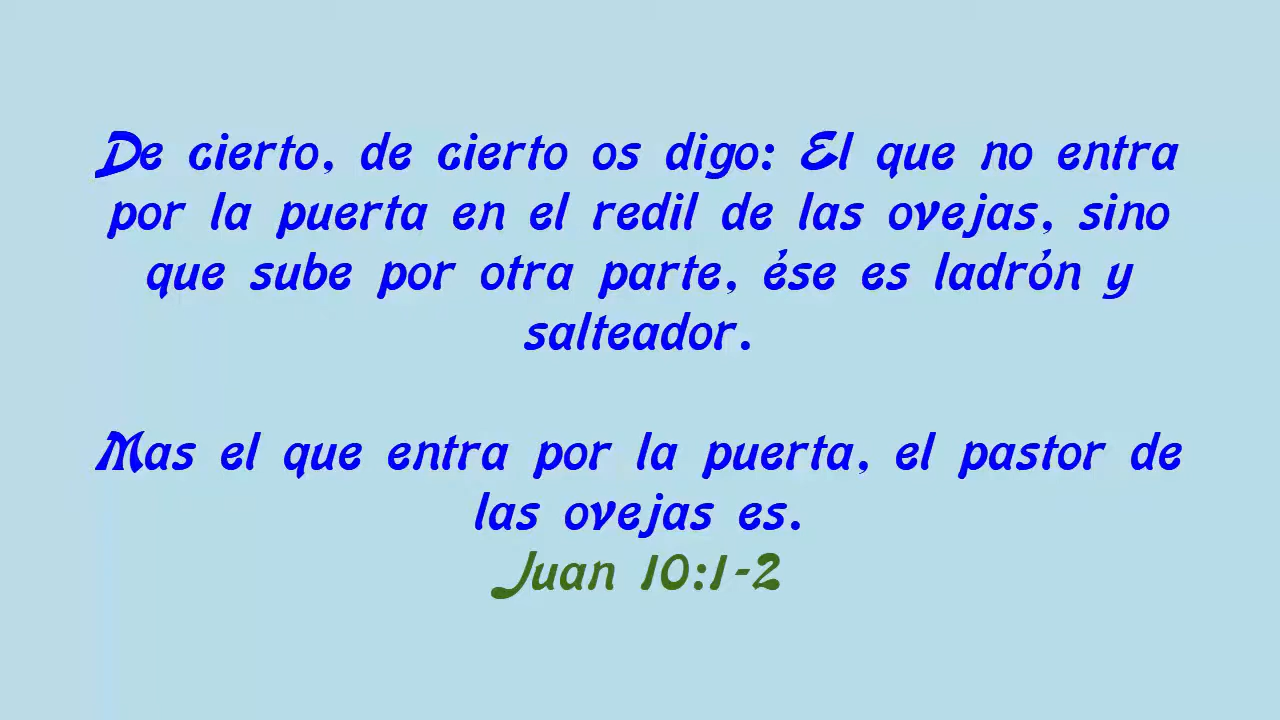 De cierto, de cierto os digo: El que no entra
por la puerta en el redil de las ovejas, sino
que sube por otra parte, ése es ladrón y
salteador.
Mas el que entra por la puerta, el pastor de
las ovejas es.
Juan 10:1-2